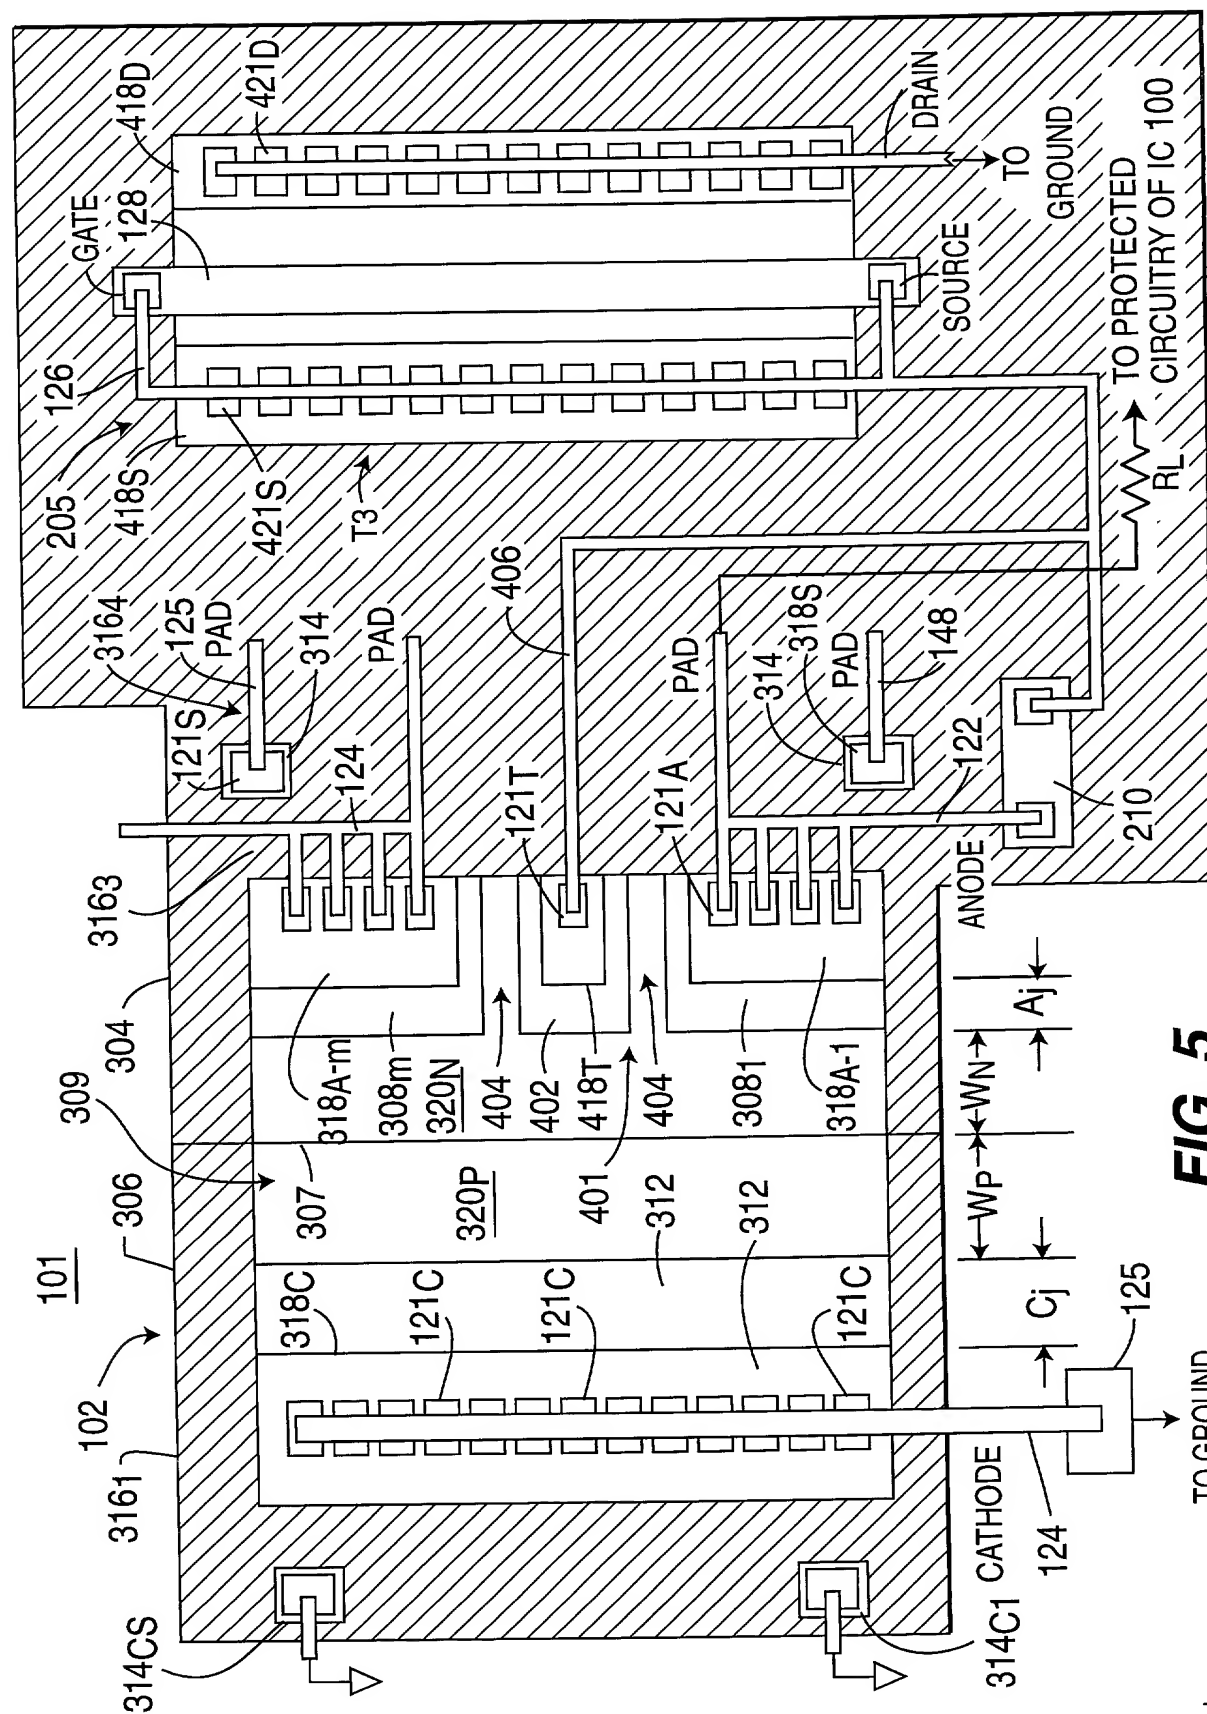 101
102
3161
306
309
304
3163
3164
125
PAD
121S
314
PAD
124
205
126
GATE
128
418D
421D
418S
421S
T3
406
314CS
318C
121C
121C
121C
312
312
307
320P
401
318A-m
308m
320N
404
402
418T
404
3081
318A-1
121T
121A
PAD
314
318S
PAD
148
122
210
ANODE
SOURCE
DRAIN
TO
GROUND
TO PROTECTED
CIRCUITRY OF IC 100
RL
314C1
CATHODE
124
125
TO GROUND
Cj
WP
WN
Aj
FIG. 5